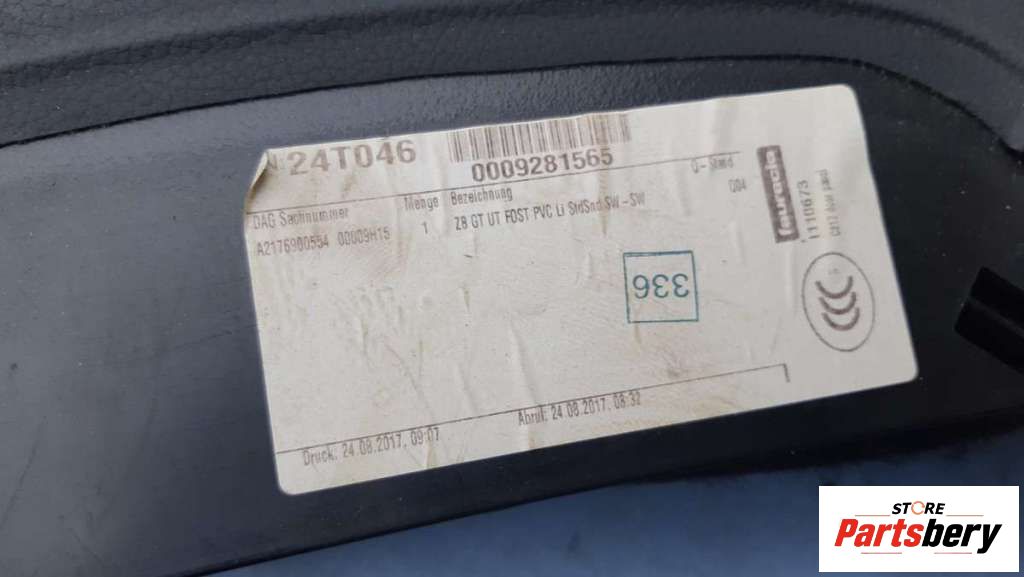 24T046
0009281565
DAG Sachnummer Menge Bezeichnung Q-Stand
A2176900554 00009H15 1 ZB GT UT FOST PVC Li StdSnd SW-SW 004
faurecia
1110673
336
Druck: 24.08.2017, 09:07 Abruf: 24.08.2017, 08:32
STORE
Partsbery